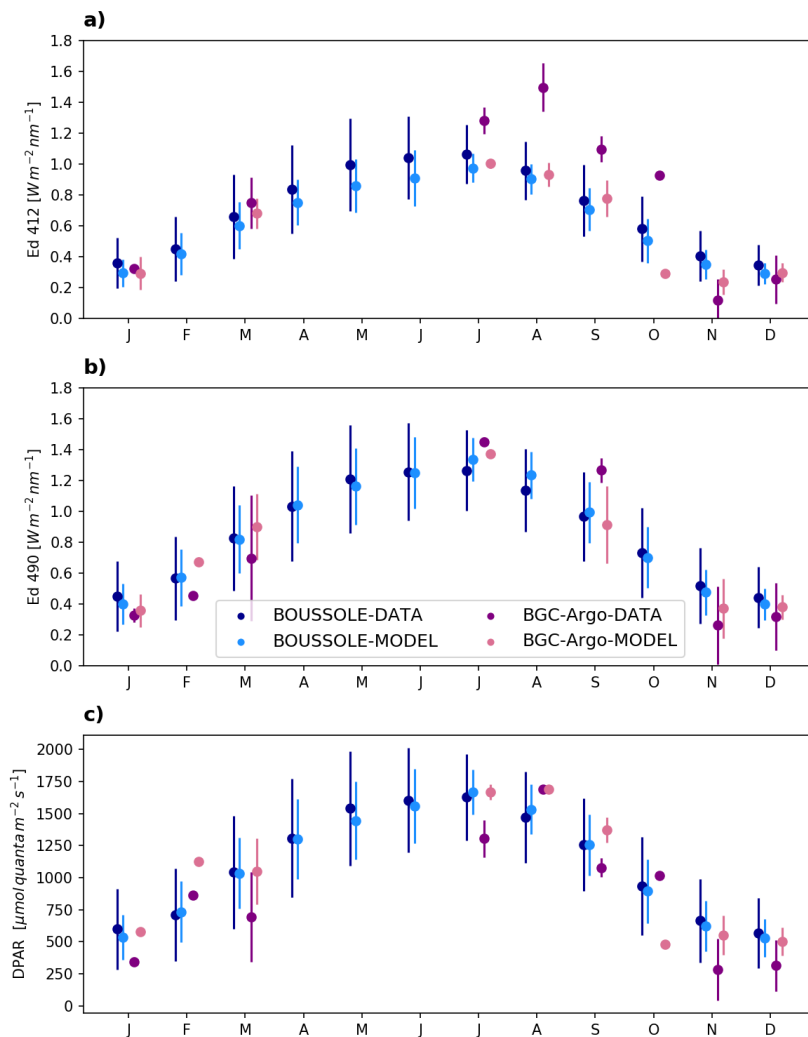 a)
Ed 412 [W m⁻² nm⁻¹]
1.8
1.6
1.4
1.2
1.0
0.8
0.6
0.4
0.2
0.0
J F M A M J J A S O N D
b)
Ed 490 [W m⁻² nm⁻¹]
1.8
1.6
1.4
1.2
1.0
0.8
0.6
0.4
0.2
0.0
BOUSSOLE-DATA BGC-Argo-DATA
BOUSSOLE-MODEL BGC-Argo-MODEL
J F M A M J J A S O N D
c)
DPAR [μmol quanta m⁻² s⁻¹]
2000
1750
1500
1250
1000
750
500
250
0
J F M A M J J A S O N D